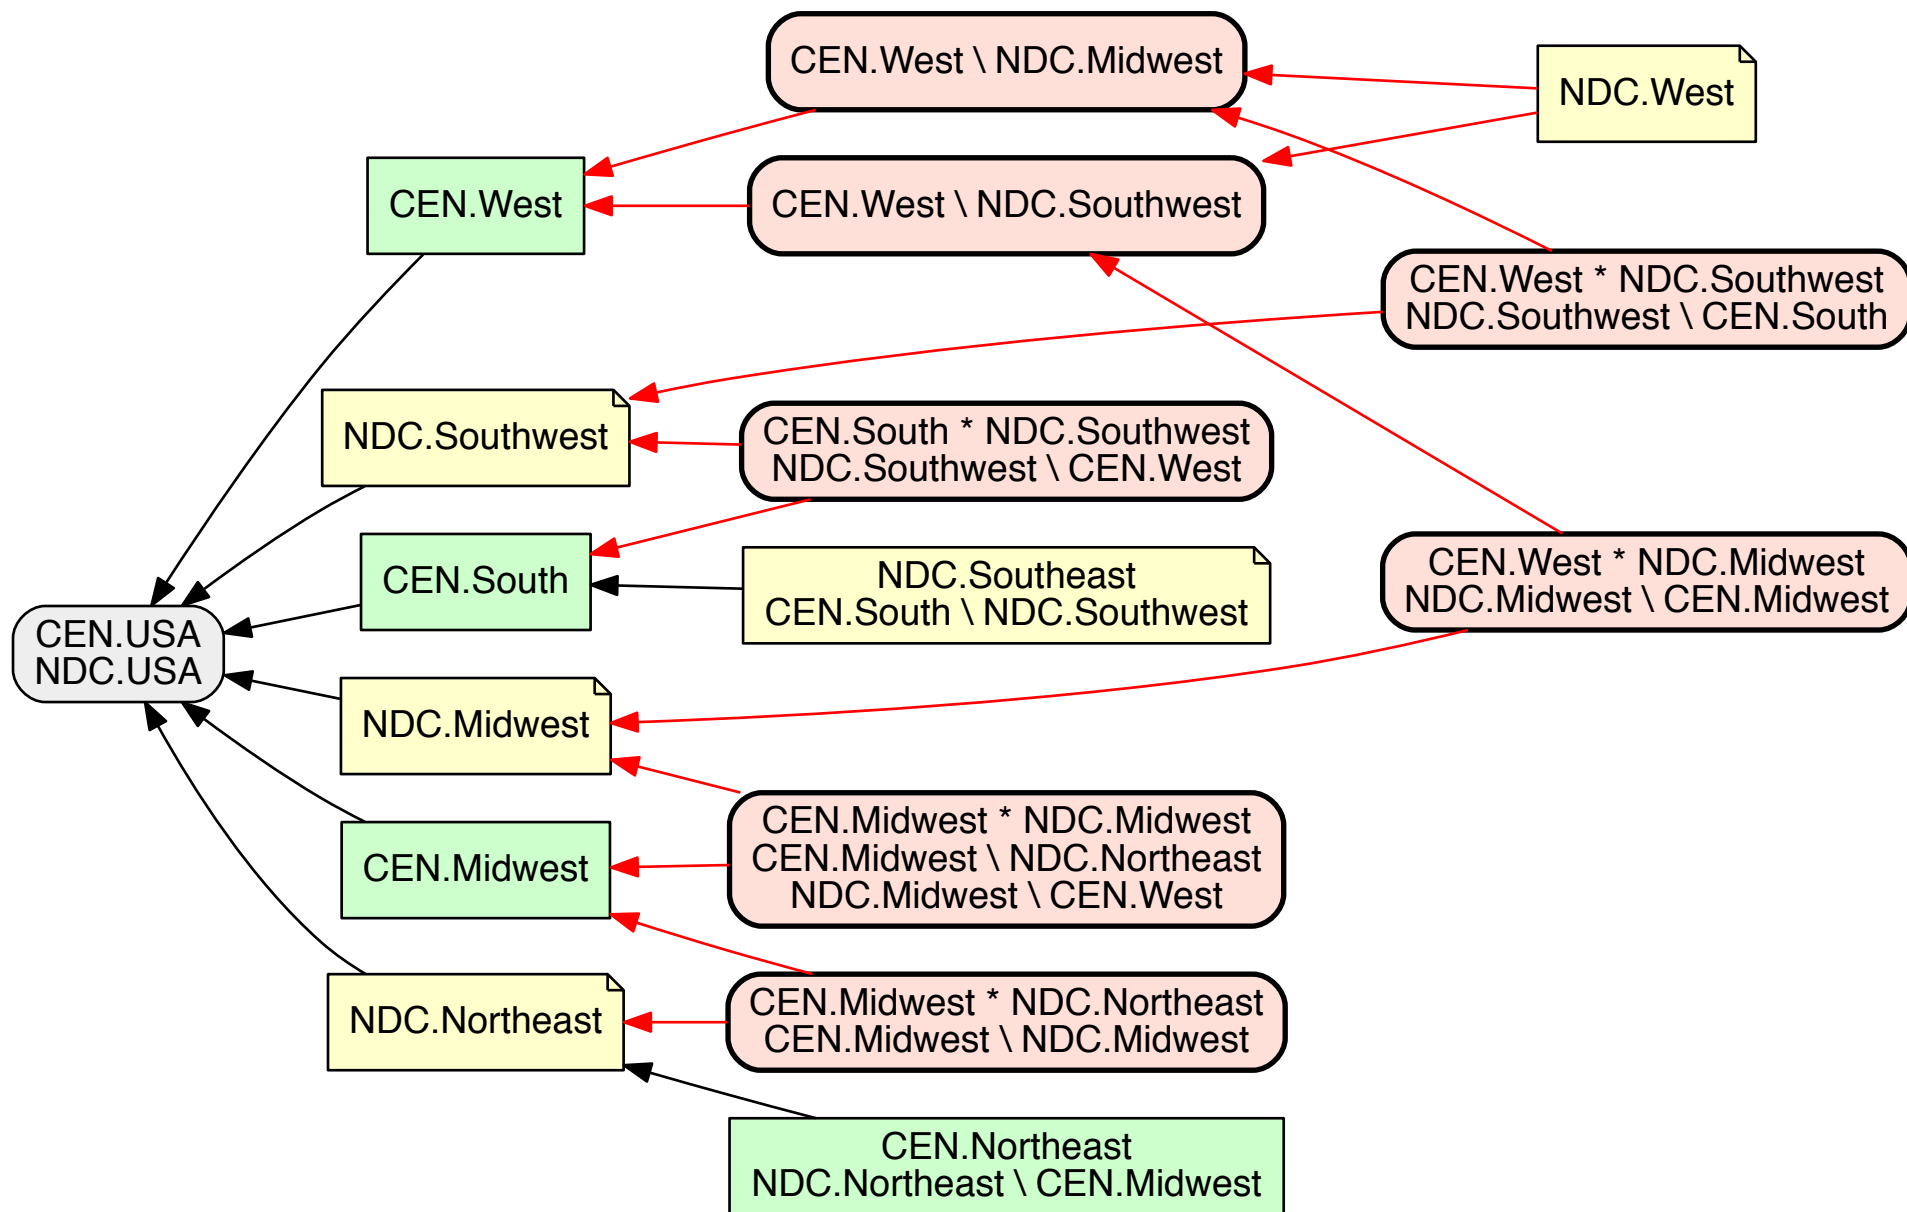 CEN.West \ NDC.Midwest
NDC.West
CEN.West
CEN.West \ NDC.Southwest
CEN.West * NDC.Southwest
NDC.Southwest \ CEN.South
NDC.Southwest
CEN.South * NDC.Southwest
NDC.Southwest \ CEN.West
CEN.South
NDC.Southeast
CEN.South \ NDC.Southwest
CEN.West * NDC.Midwest
NDC.Midwest \ CEN.Midwest
CEN.USA
NDC.USA
NDC.Midwest
CEN.Midwest * NDC.Midwest
CEN.Midwest \ NDC.Northeast
NDC.Midwest \ CEN.West
CEN.Midwest
NDC.Northeast
CEN.Midwest * NDC.Northeast
CEN.Midwest \ NDC.Midwest
CEN.Northeast
NDC.Northeast \ CEN.Midwest